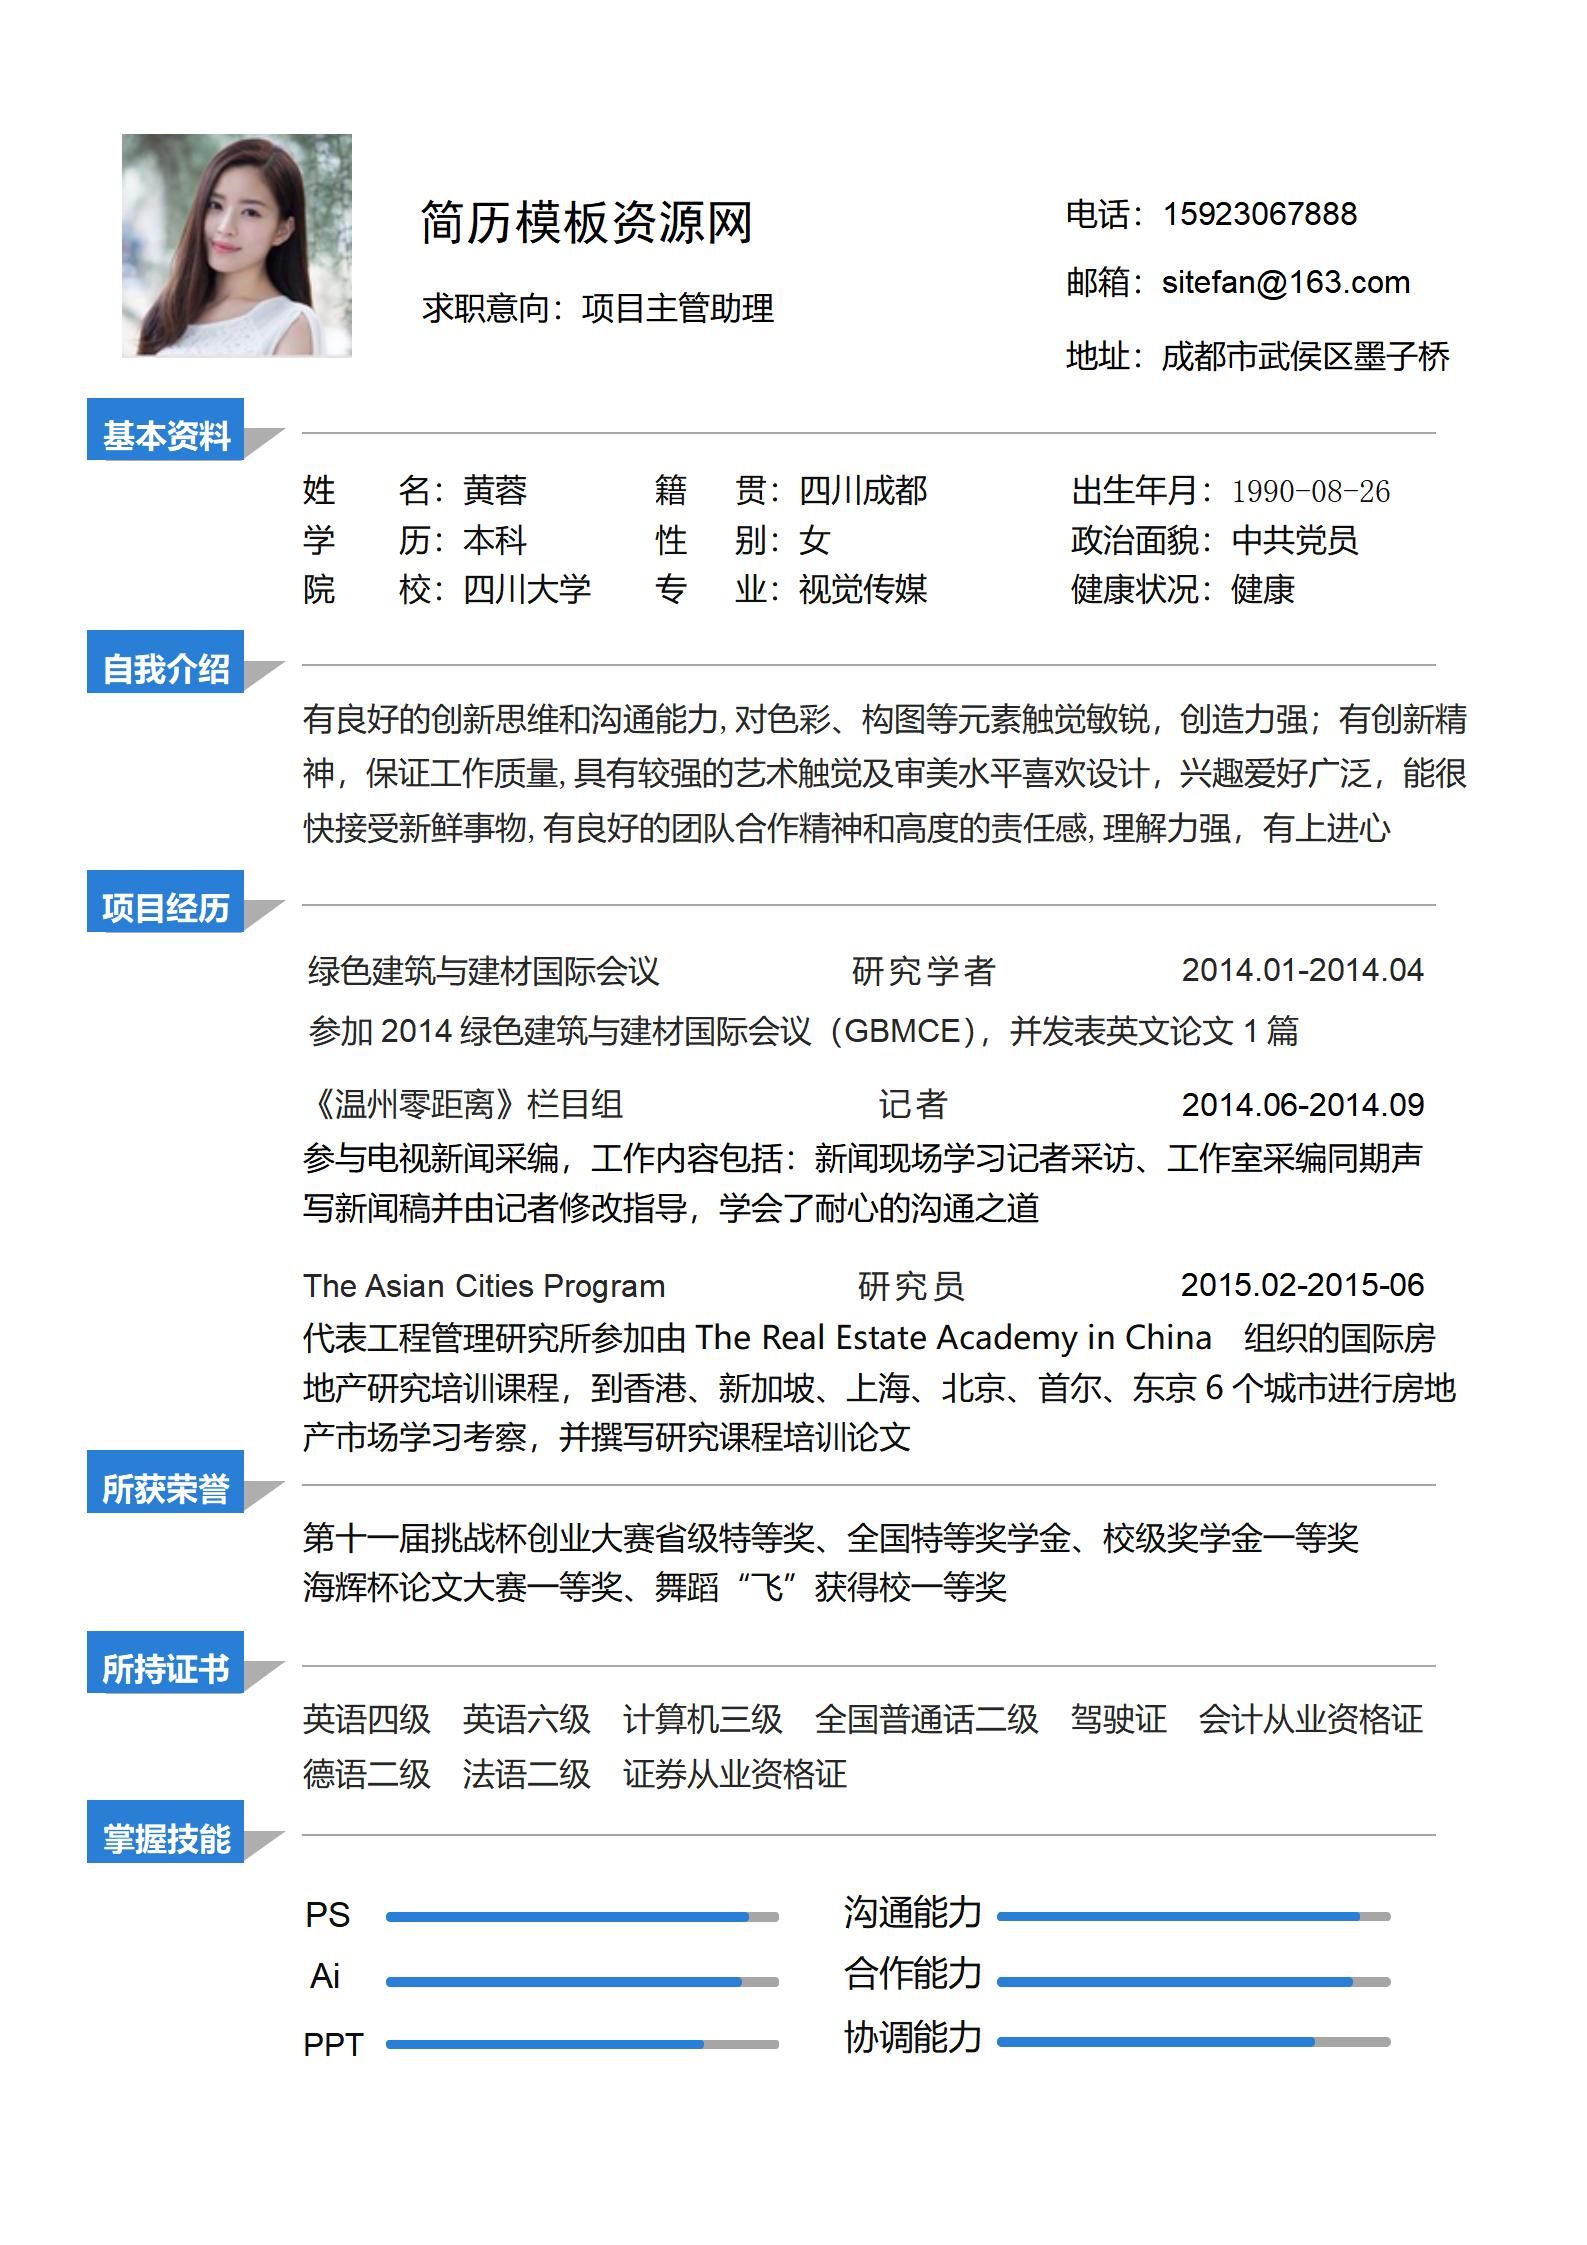 简历模板资源网
求职意向：项目主管助理
电话：15923067888
邮箱：sitefan@163.com
地址：成都市武侯区墨子桥
基本资料
姓 名：黄蓉 籍 贯：四川成都 出生年月：1990-08-26
学 历：本科 性 别：女 政治面貌：中共党员
院 校：四川大学 专 业：视觉传媒 健康状况：健康
自我介绍
有良好的创新思维和沟通能力,对色彩、构图等元素触觉敏锐，创造力强；有创新精
神，保证工作质量,具有较强的艺术触觉及审美水平喜欢设计，兴趣爱好广泛，能很
快接受新鲜事物,有良好的团队合作精神和高度的责任感,理解力强，有上进心
项目经历
绿色建筑与建材国际会议 研究学者 2014.01-2014.04
参加 2014 绿色建筑与建材国际会议（GBMCE），并发表英文论文 1 篇
《温州零距离》栏目组 记者 2014.06-2014.09
参与电视新闻采编，工作内容包括：新闻现场学习记者采访、工作室采编同期声
写新闻稿并由记者修改指导，学会了耐心的沟通之道
The Asian Cities Program 研究员 2015.02-2015-06
代表工程管理研究所参加由 The Real Estate Academy in China 组织的国际房
地产研究培训课程，到香港、新加坡、上海、北京、首尔、东京 6 个城市进行房地
产市场学习考察，并撰写研究课程培训论文
所获荣誉
第十一届挑战杯创业大赛省级特等奖、全国特等奖学金、校级奖学金一等奖
海辉杯论文大赛一等奖、舞蹈“飞”获得校一等奖
所持证书
英语四级 英语六级 计算机三级 全国普通话二级 驾驶证 会计从业资格证
德语二级 法语二级 证券从业资格证
掌握技能
PS 沟通能力
Ai 合作能力
PPT 协调能力